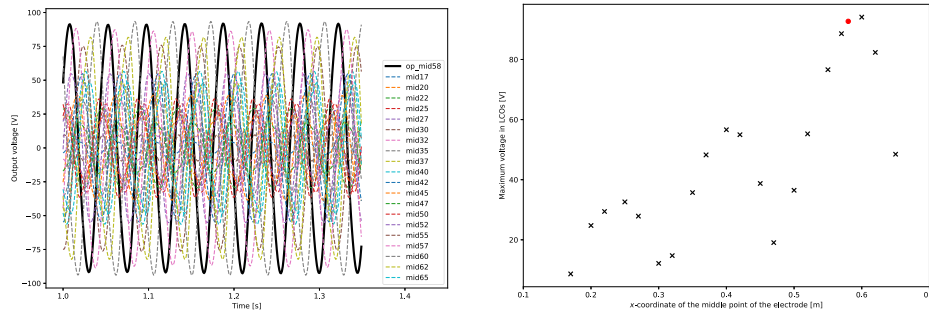 Output voltage [V]
100
75
50
25
0
−25
−50
−75
−100
1.0
1.1
1.2
1.3
1.4
Time [s]
op_mid58
mid17
mid20
mid22
mid25
mid27
mid30
mid32
mid35
mid37
mid40
mid42
mid45
mid47
mid50
mid52
mid55
mid57
mid60
mid62
mid65
Maximum voltage in LCOs [V]
80
60
40
20
0.1
0.2
0.3
0.4
0.5
0.6
x-coordinate of the middle point of the electrode [m]